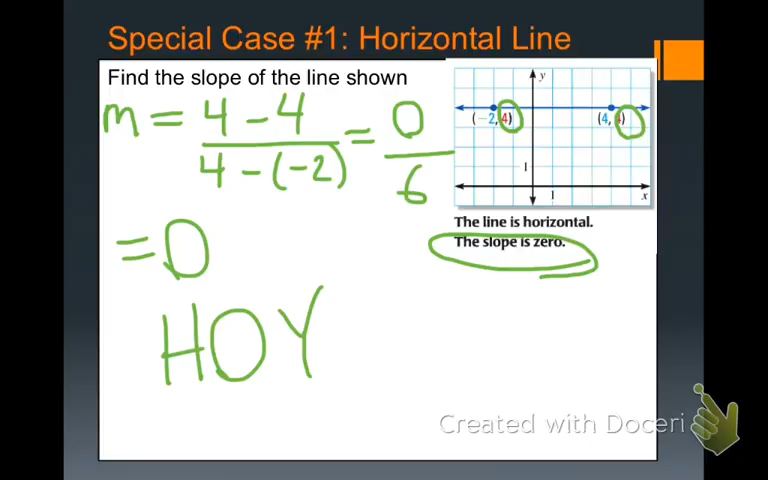 Special Case #1: Horizontal Line
Find the slope of the line shown
m = 4 - 4 / 4 - (-2) = 0 / 6
= 0
HOY
y
(-2, 4)
(4, 4)
1
1
x
The line is horizontal.
The slope is zero.
Created with Doceri